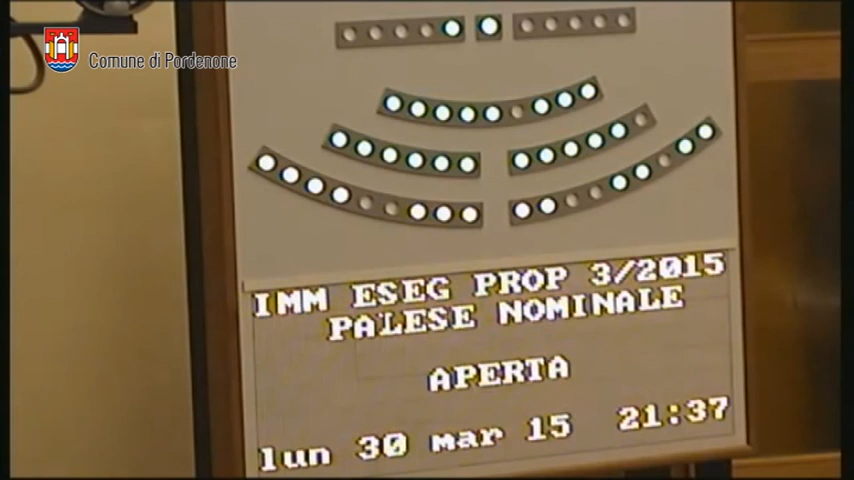 Comune di Pordenone
IMM ESEG PROP 3/2015
PALESE NOMINALE
APERTA
lun 30 mar 15 21:37